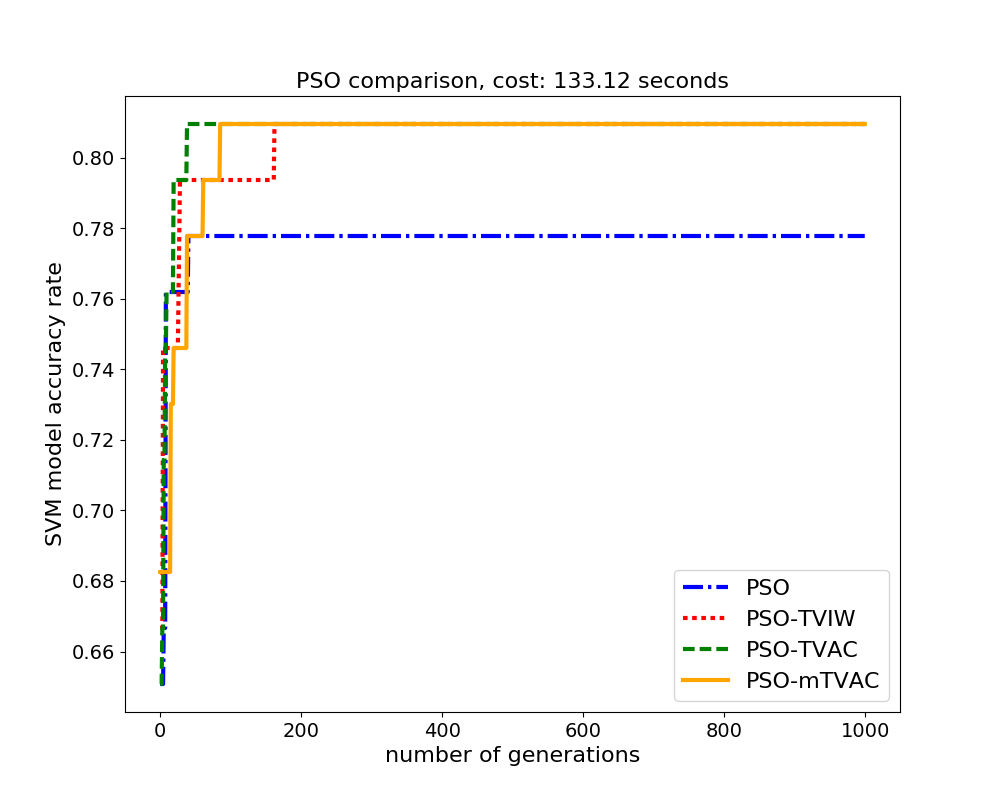 PSO comparison, cost: 133.12 seconds
SVM model accuracy rate
0.80
0.78
0.76
0.74
0.72
0.70
0.68
0.66
0 200 400 600 800 1000
number of generations
PSO
PSO-TVIW
PSO-TVAC
PSO-mTVAC